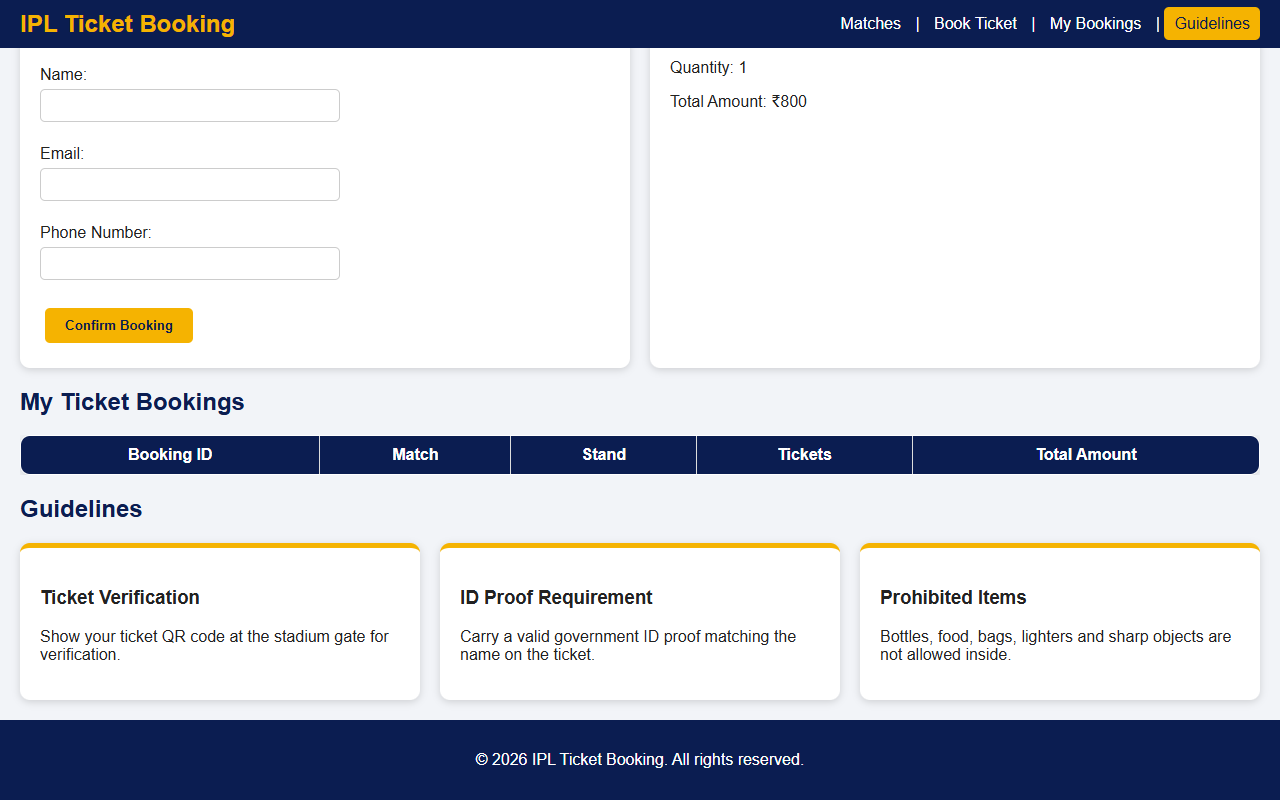 IPL Ticket Booking
Matches | Book Ticket | My Bookings | Guidelines
Name:
Email:
Phone Number:
Confirm Booking
Quantity: 1
Total Amount: ₹800
My Ticket Bookings
Booking ID Match Stand Tickets Total Amount
Guidelines
Ticket Verification
Show your ticket QR code at the stadium gate for
verification.
ID Proof Requirement
Carry a valid government ID proof matching the
name on the ticket.
Prohibited Items
Bottles, food, bags, lighters and sharp objects are
not allowed inside.
© 2026 IPL Ticket Booking. All rights reserved.